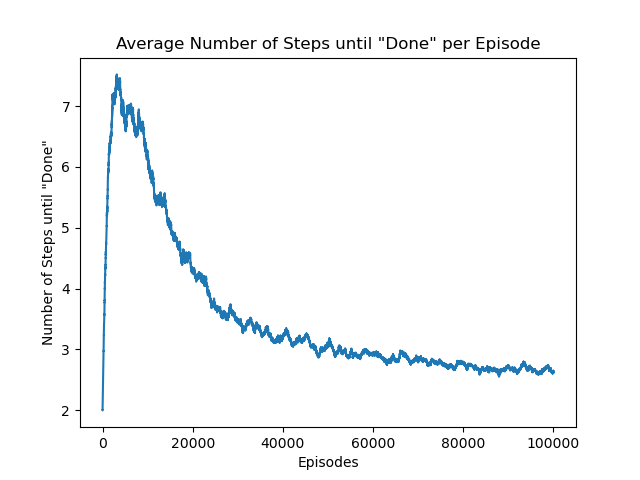 Average Number of Steps until "Done" per Episode
Number of Steps until "Done"
7
6
5
4
3
2
0 20000 40000 60000 80000 100000
Episodes